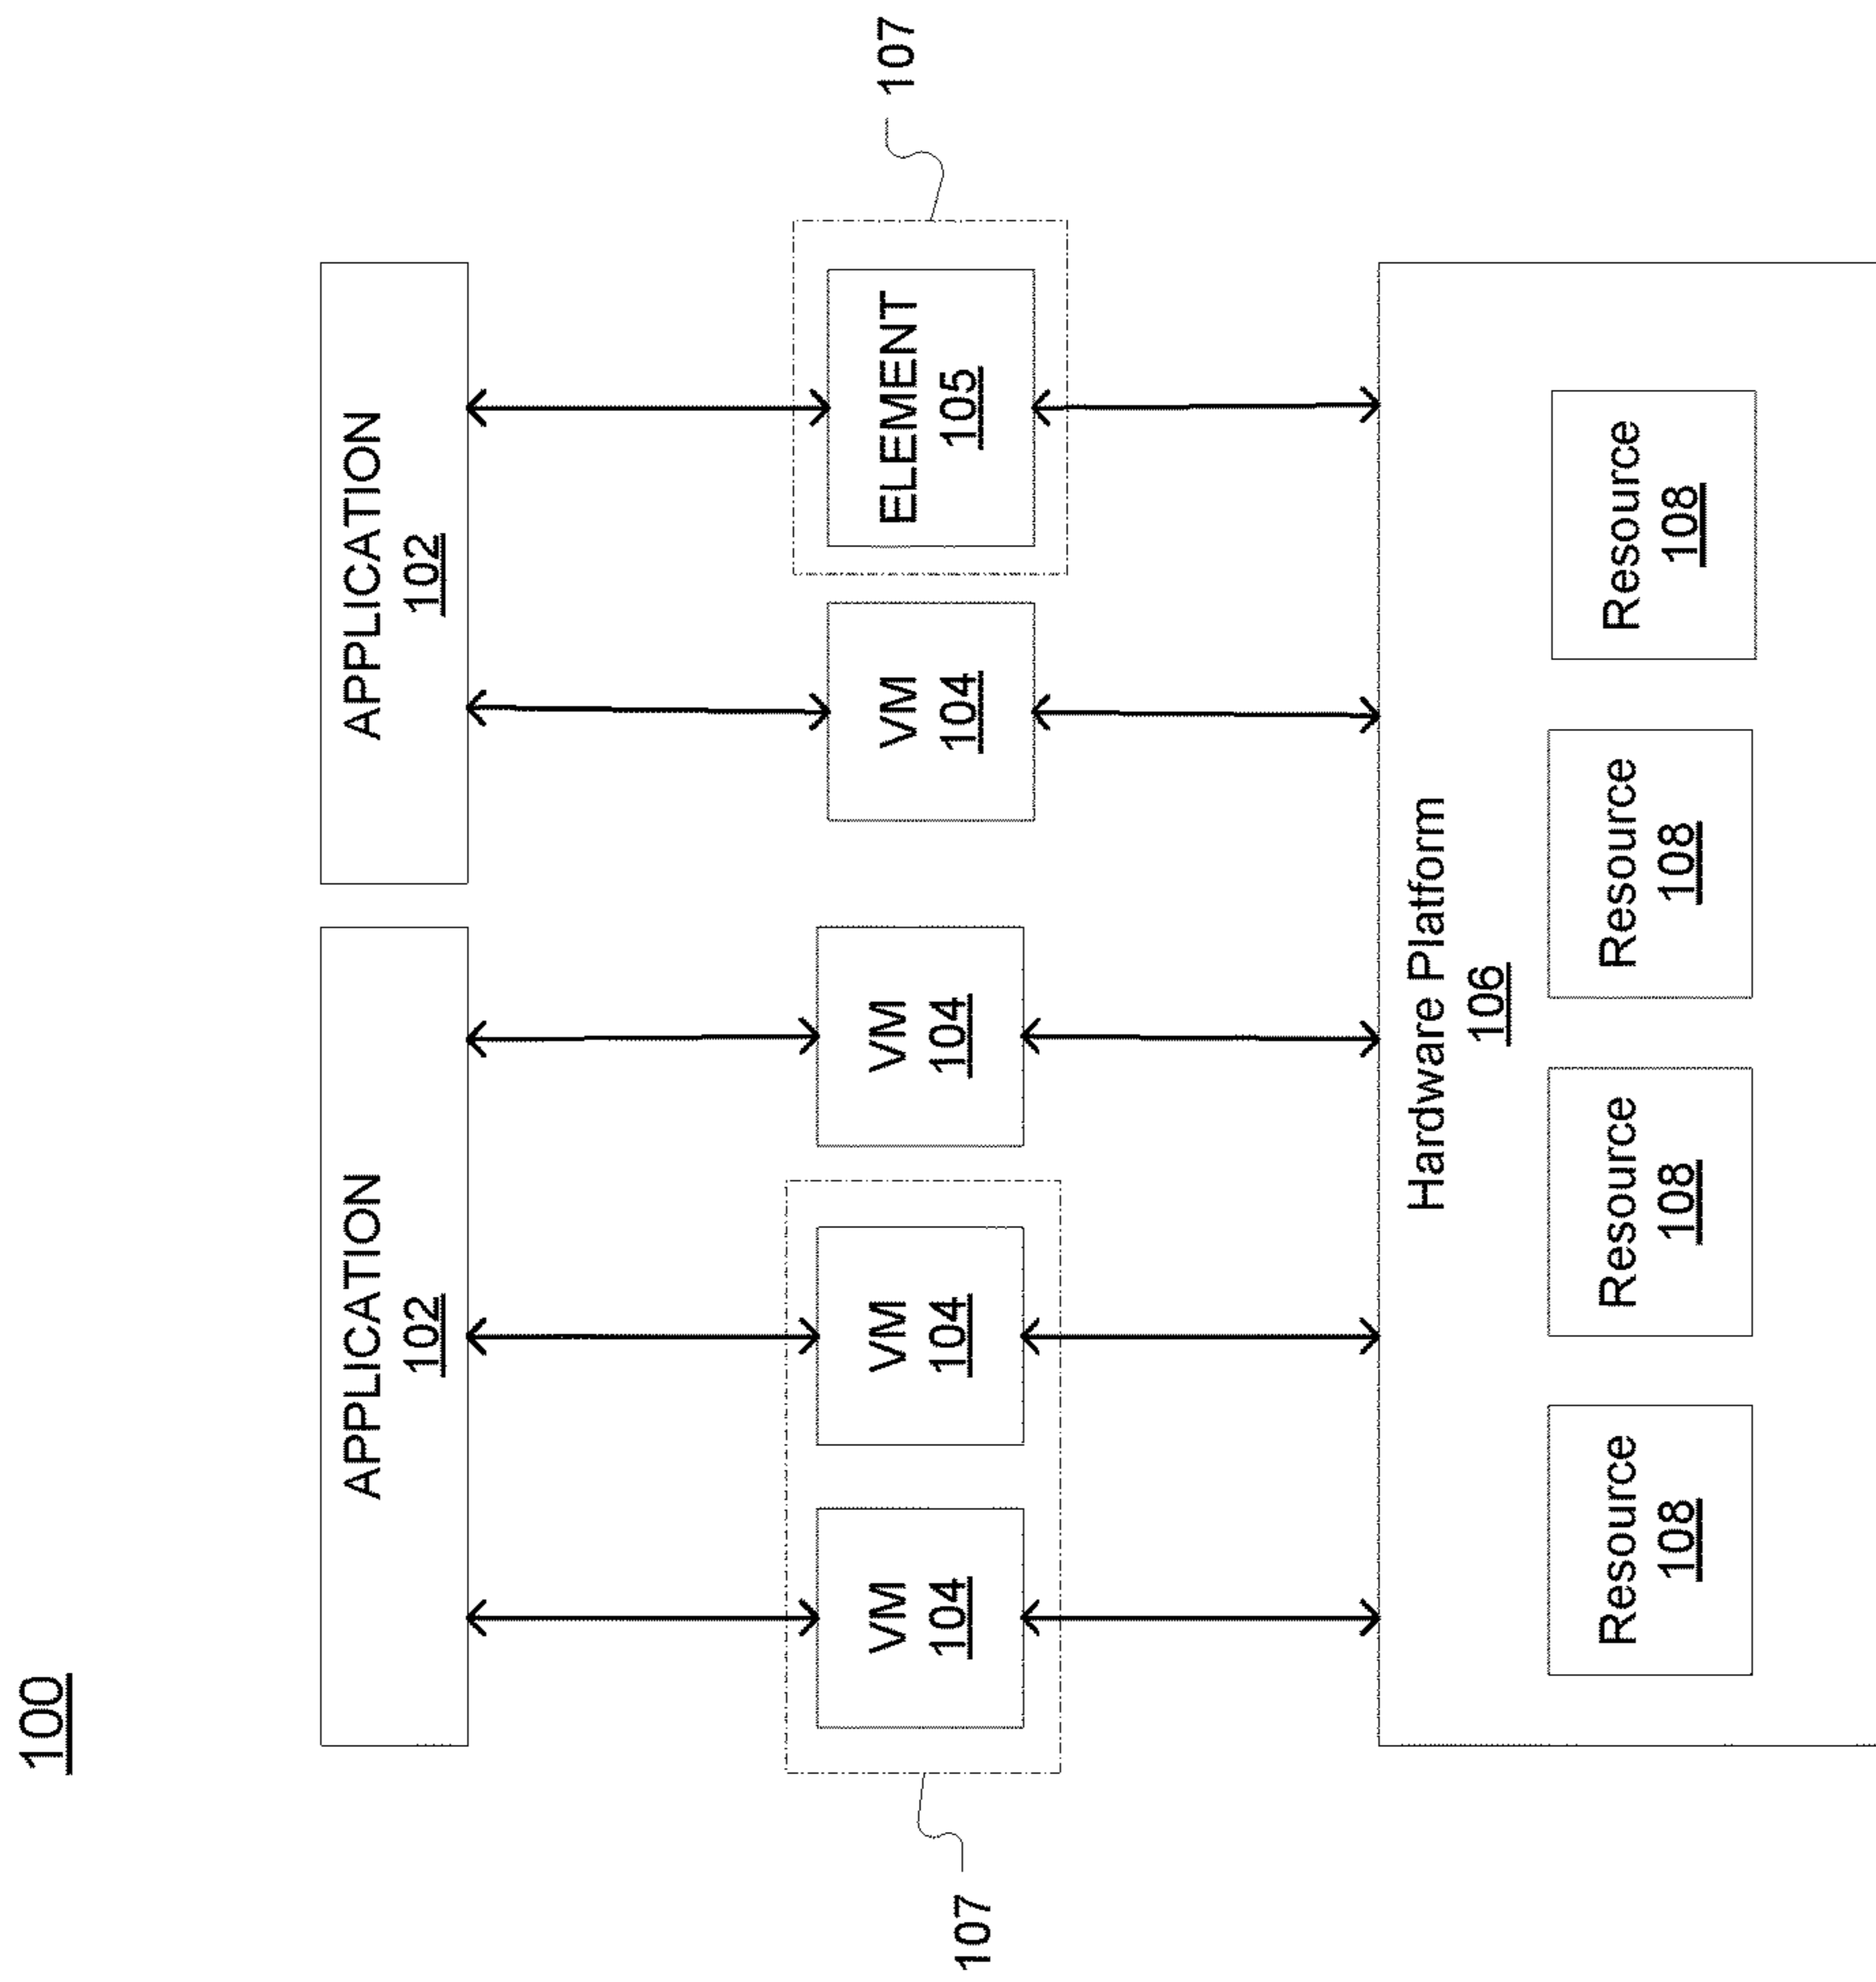 100
APPLICATION
102
APPLICATION
102
107
VM
104
VM
104
VM
104
VM
104
ELEMENT
105
107
Hardware Platform
106
Resource
108
Resource
108
Resource
108
Resource
108